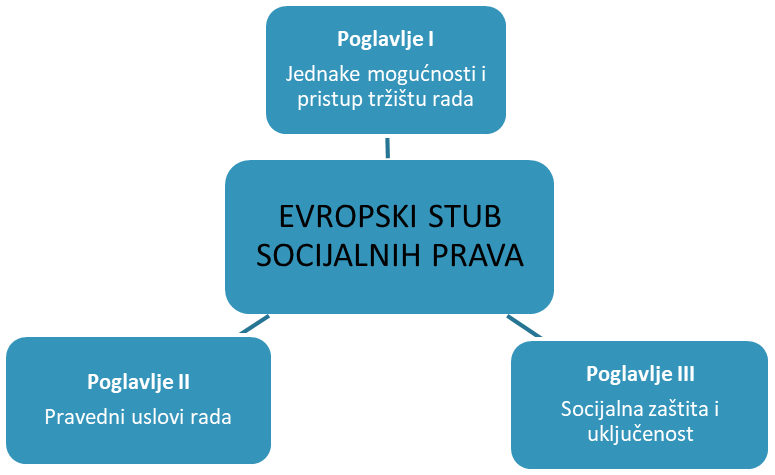 Poglavlje I
Jednake mogućnosti i
pristup tržištu rada
EVROPSKI STUB
SOCIJALNIH PRAVA
Poglavlje II
Pravedni uslovi rada
Poglavlje III
Socijalna zaštita i
uključenost